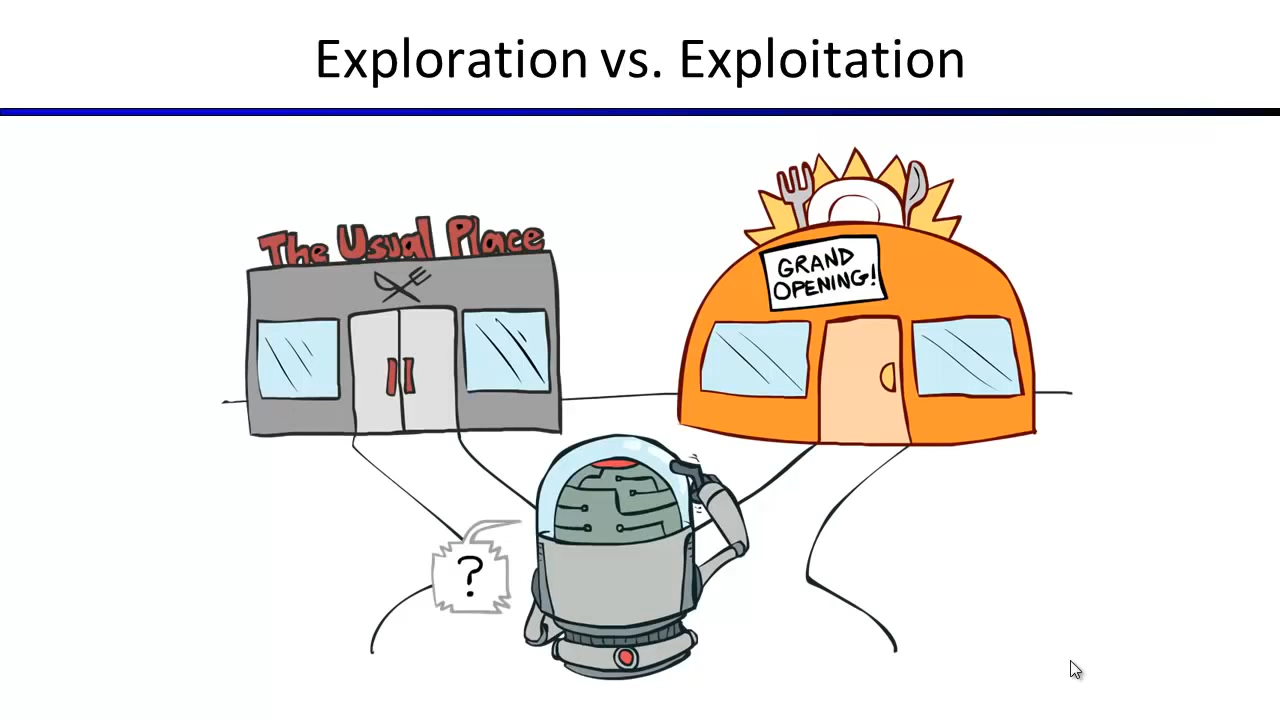 Exploration vs. Exploitation
The Usual Place
GRAND
OPENING!
?